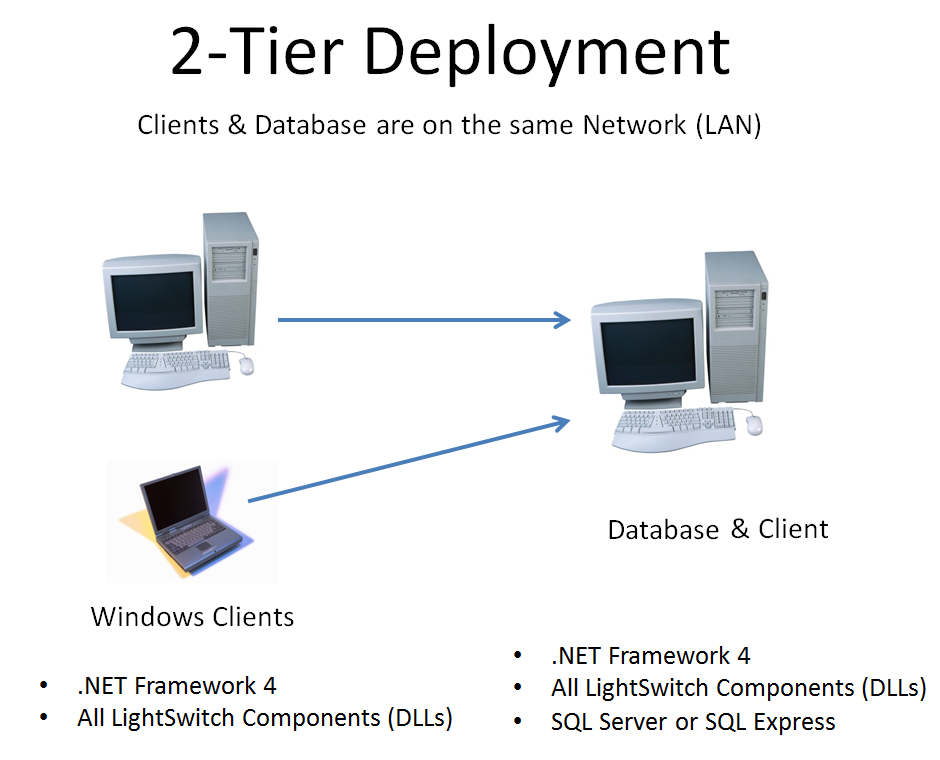 2-Tier Deployment
Clients & Database are on the same Network (LAN)
Database & Client
Windows Clients
• .NET Framework 4
• All LightSwitch Components (DLLs)
• .NET Framework 4
• All LightSwitch Components (DLLs)
• SQL Server or SQL Express